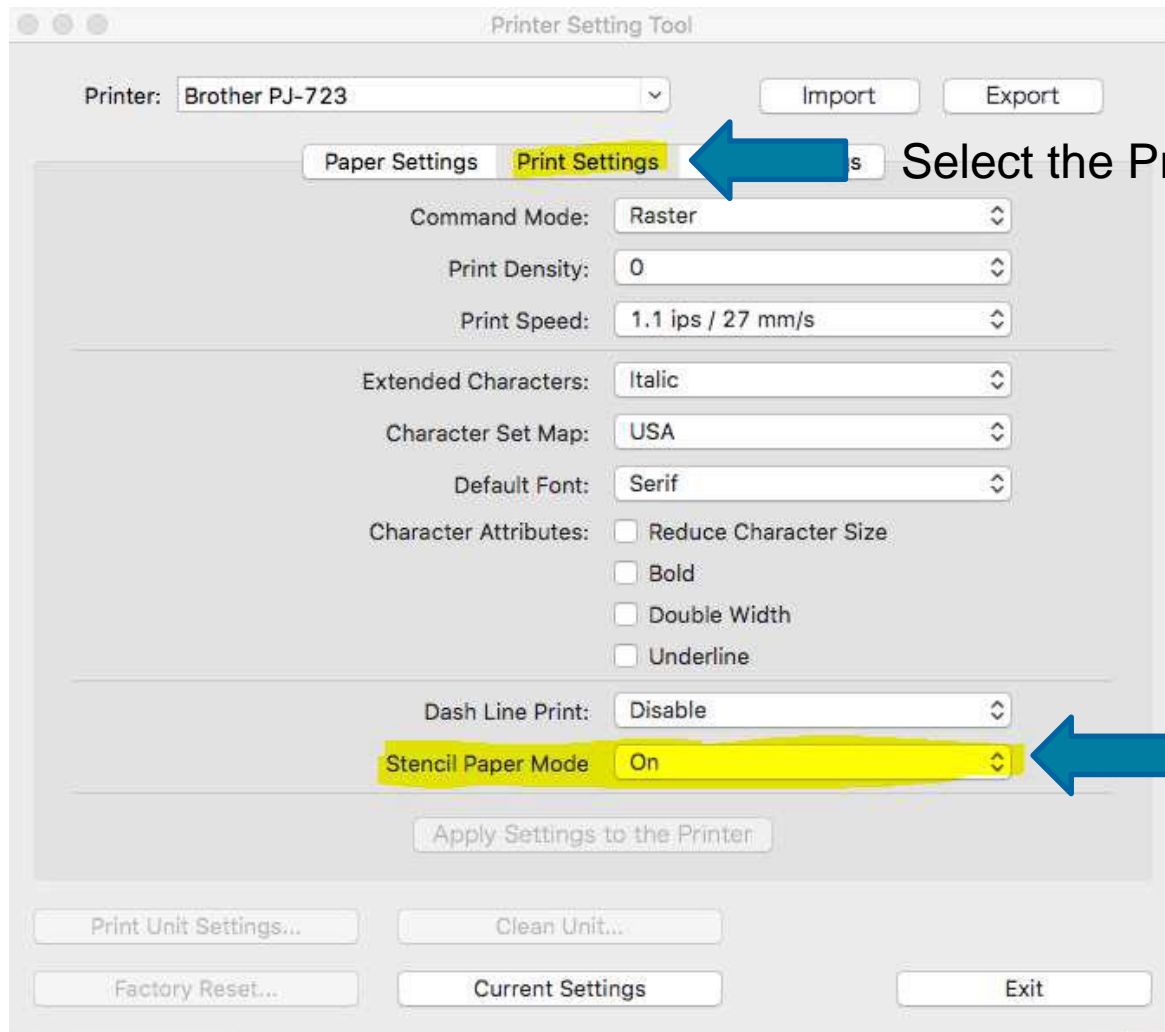 Printer Setting Tool
Printer: Brother PJ-723 Import Export
Paper Settings Print Settings Select the
Command Mode: Raster
Print Density: 0
Print Speed: 1.1 ips / 27 mm/s
Extended Characters: Italic
Character Set Map: USA
Default Font: Serif
Character Attributes: Reduce Character Size
Bold
Double Width
Underline
Dash Line Print: Disable
Stencil Paper Mode On
Apply Settings to the Printer
Print Unit Settings... Clean Unit...
Factory Reset... Current Settings Exit